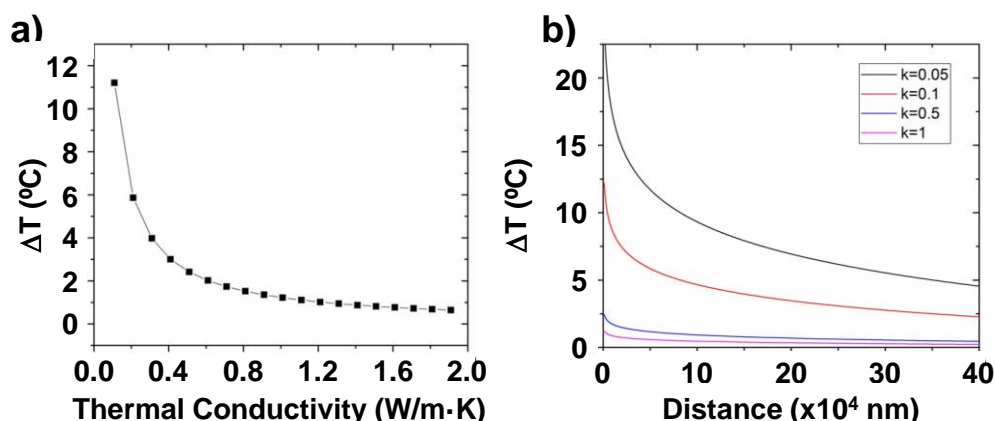 a)
12
10
8
6
4
2
0
ΔT (ºC)
0.0 0.4 0.8 1.2 1.6 2.0
Thermal Conductivity (W/m·K)
b)
20
15
10
5
0
ΔT (ºC)
k=0.05
k=0.1
k=0.5
k=1
0 10 20 30 40
Distance (x10⁴ nm)